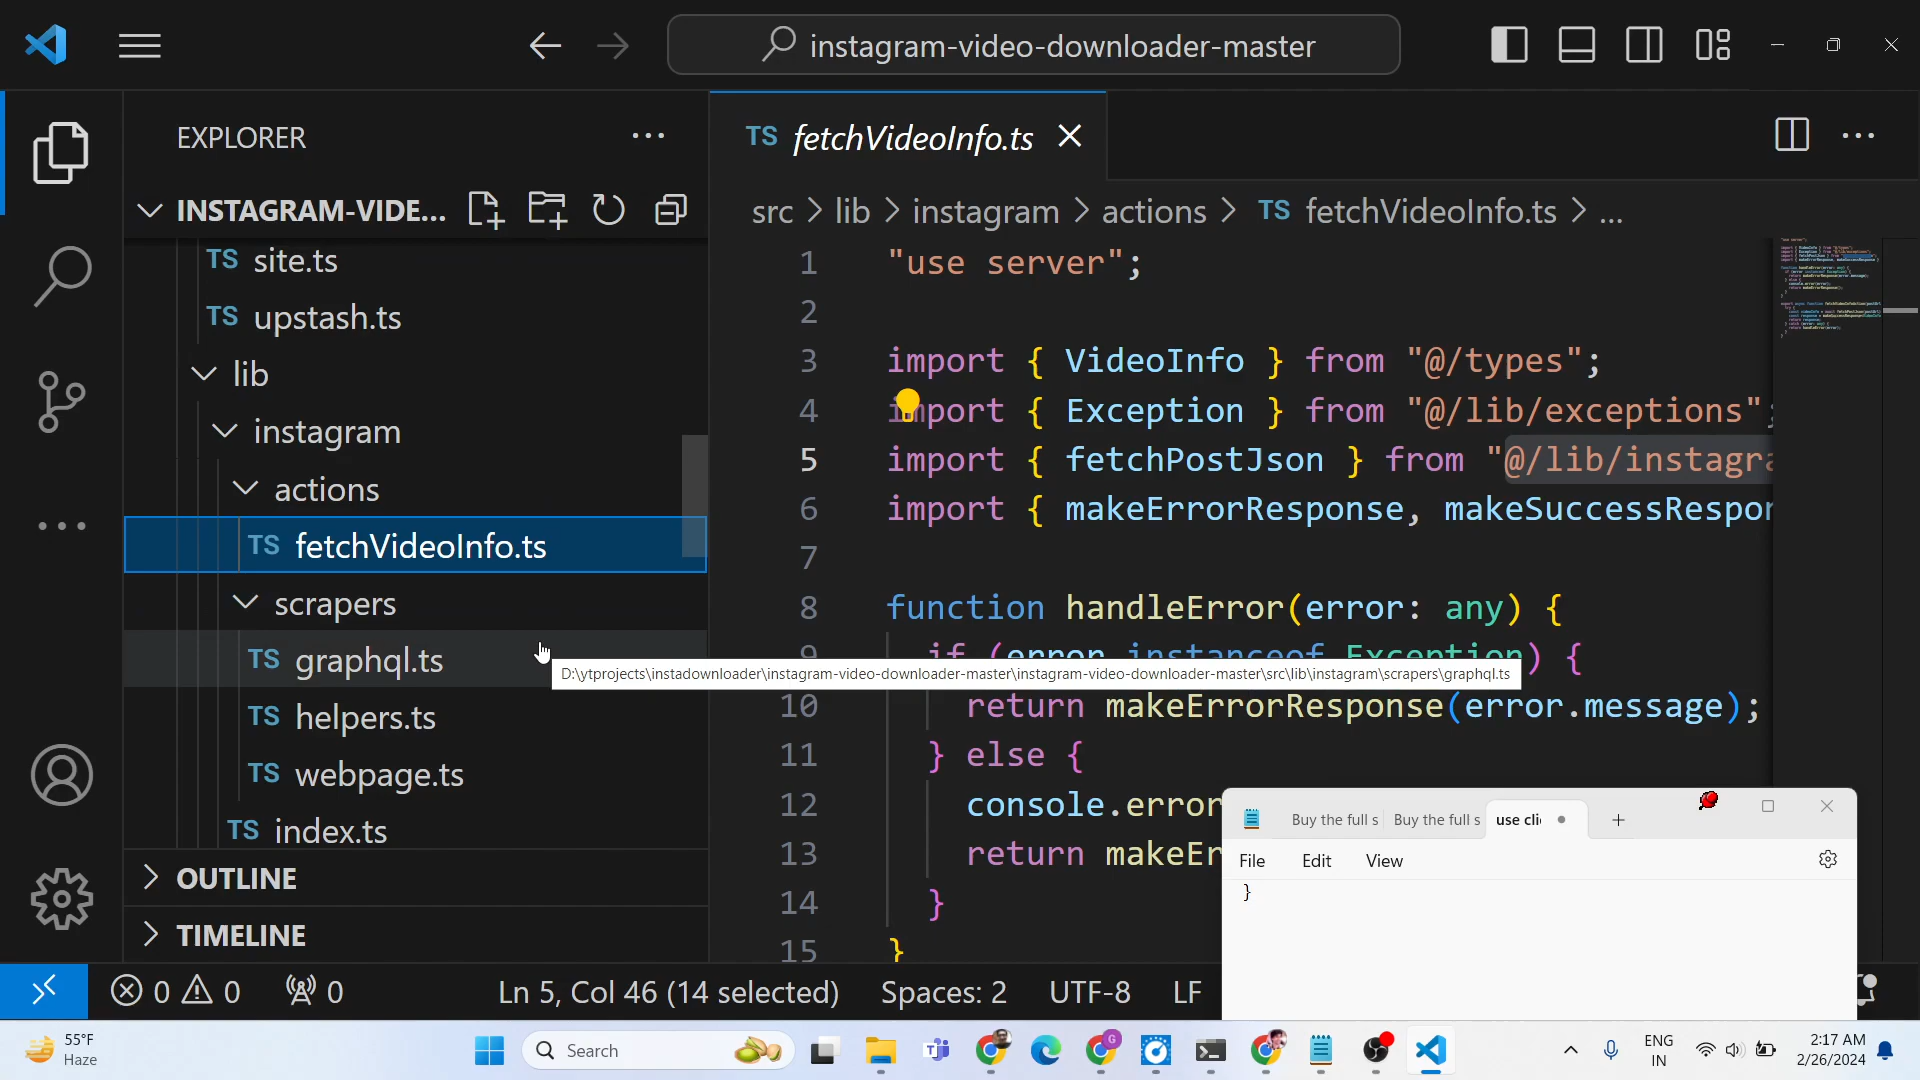 instagram-video-downloader-master
EXPLORER
INSTAGRAM-VIDE...
TS site.ts
TS upstash.ts
lib
instagram
actions
TS fetchVideoInfo.ts
scrapers
TS graphql.ts
TS helpers.ts
TS webpage.ts
TS index.ts
OUTLINE
TIMELINE
TS fetchVideoInfo.ts
src > lib > instagram > actions > TS fetchVideoInfo.ts > ...
1 "use server";
2
3 import { VideoInfo } from "@/types";
4 import { Exception } from "@/lib/exceptions";
5 import { fetchPostJson } from "@/lib/instagra
6 import { makeErrorResponse, makeSuccessRespon
7
8 function handleError(error: any) {
9 if (error instanceof Exception) {
D:\ytprojects\instadownloader\instagram-video-downloader-master\instagram-video-downloader-master\src\lib\instagram\scrapers\graphql.ts
10 return makeErrorResponse(error.message);
11 } else {
12 console.error
13 return makeEr
14 }
15 }
Buy the full s Buy the full s use cli
File Edit View
}
0 0 0 Ln 5, Col 46 (14 selected) Spaces: 2 UTF-8 LF
55°F
Haze
Search
ENG
IN
2:17 AM
2/26/2024